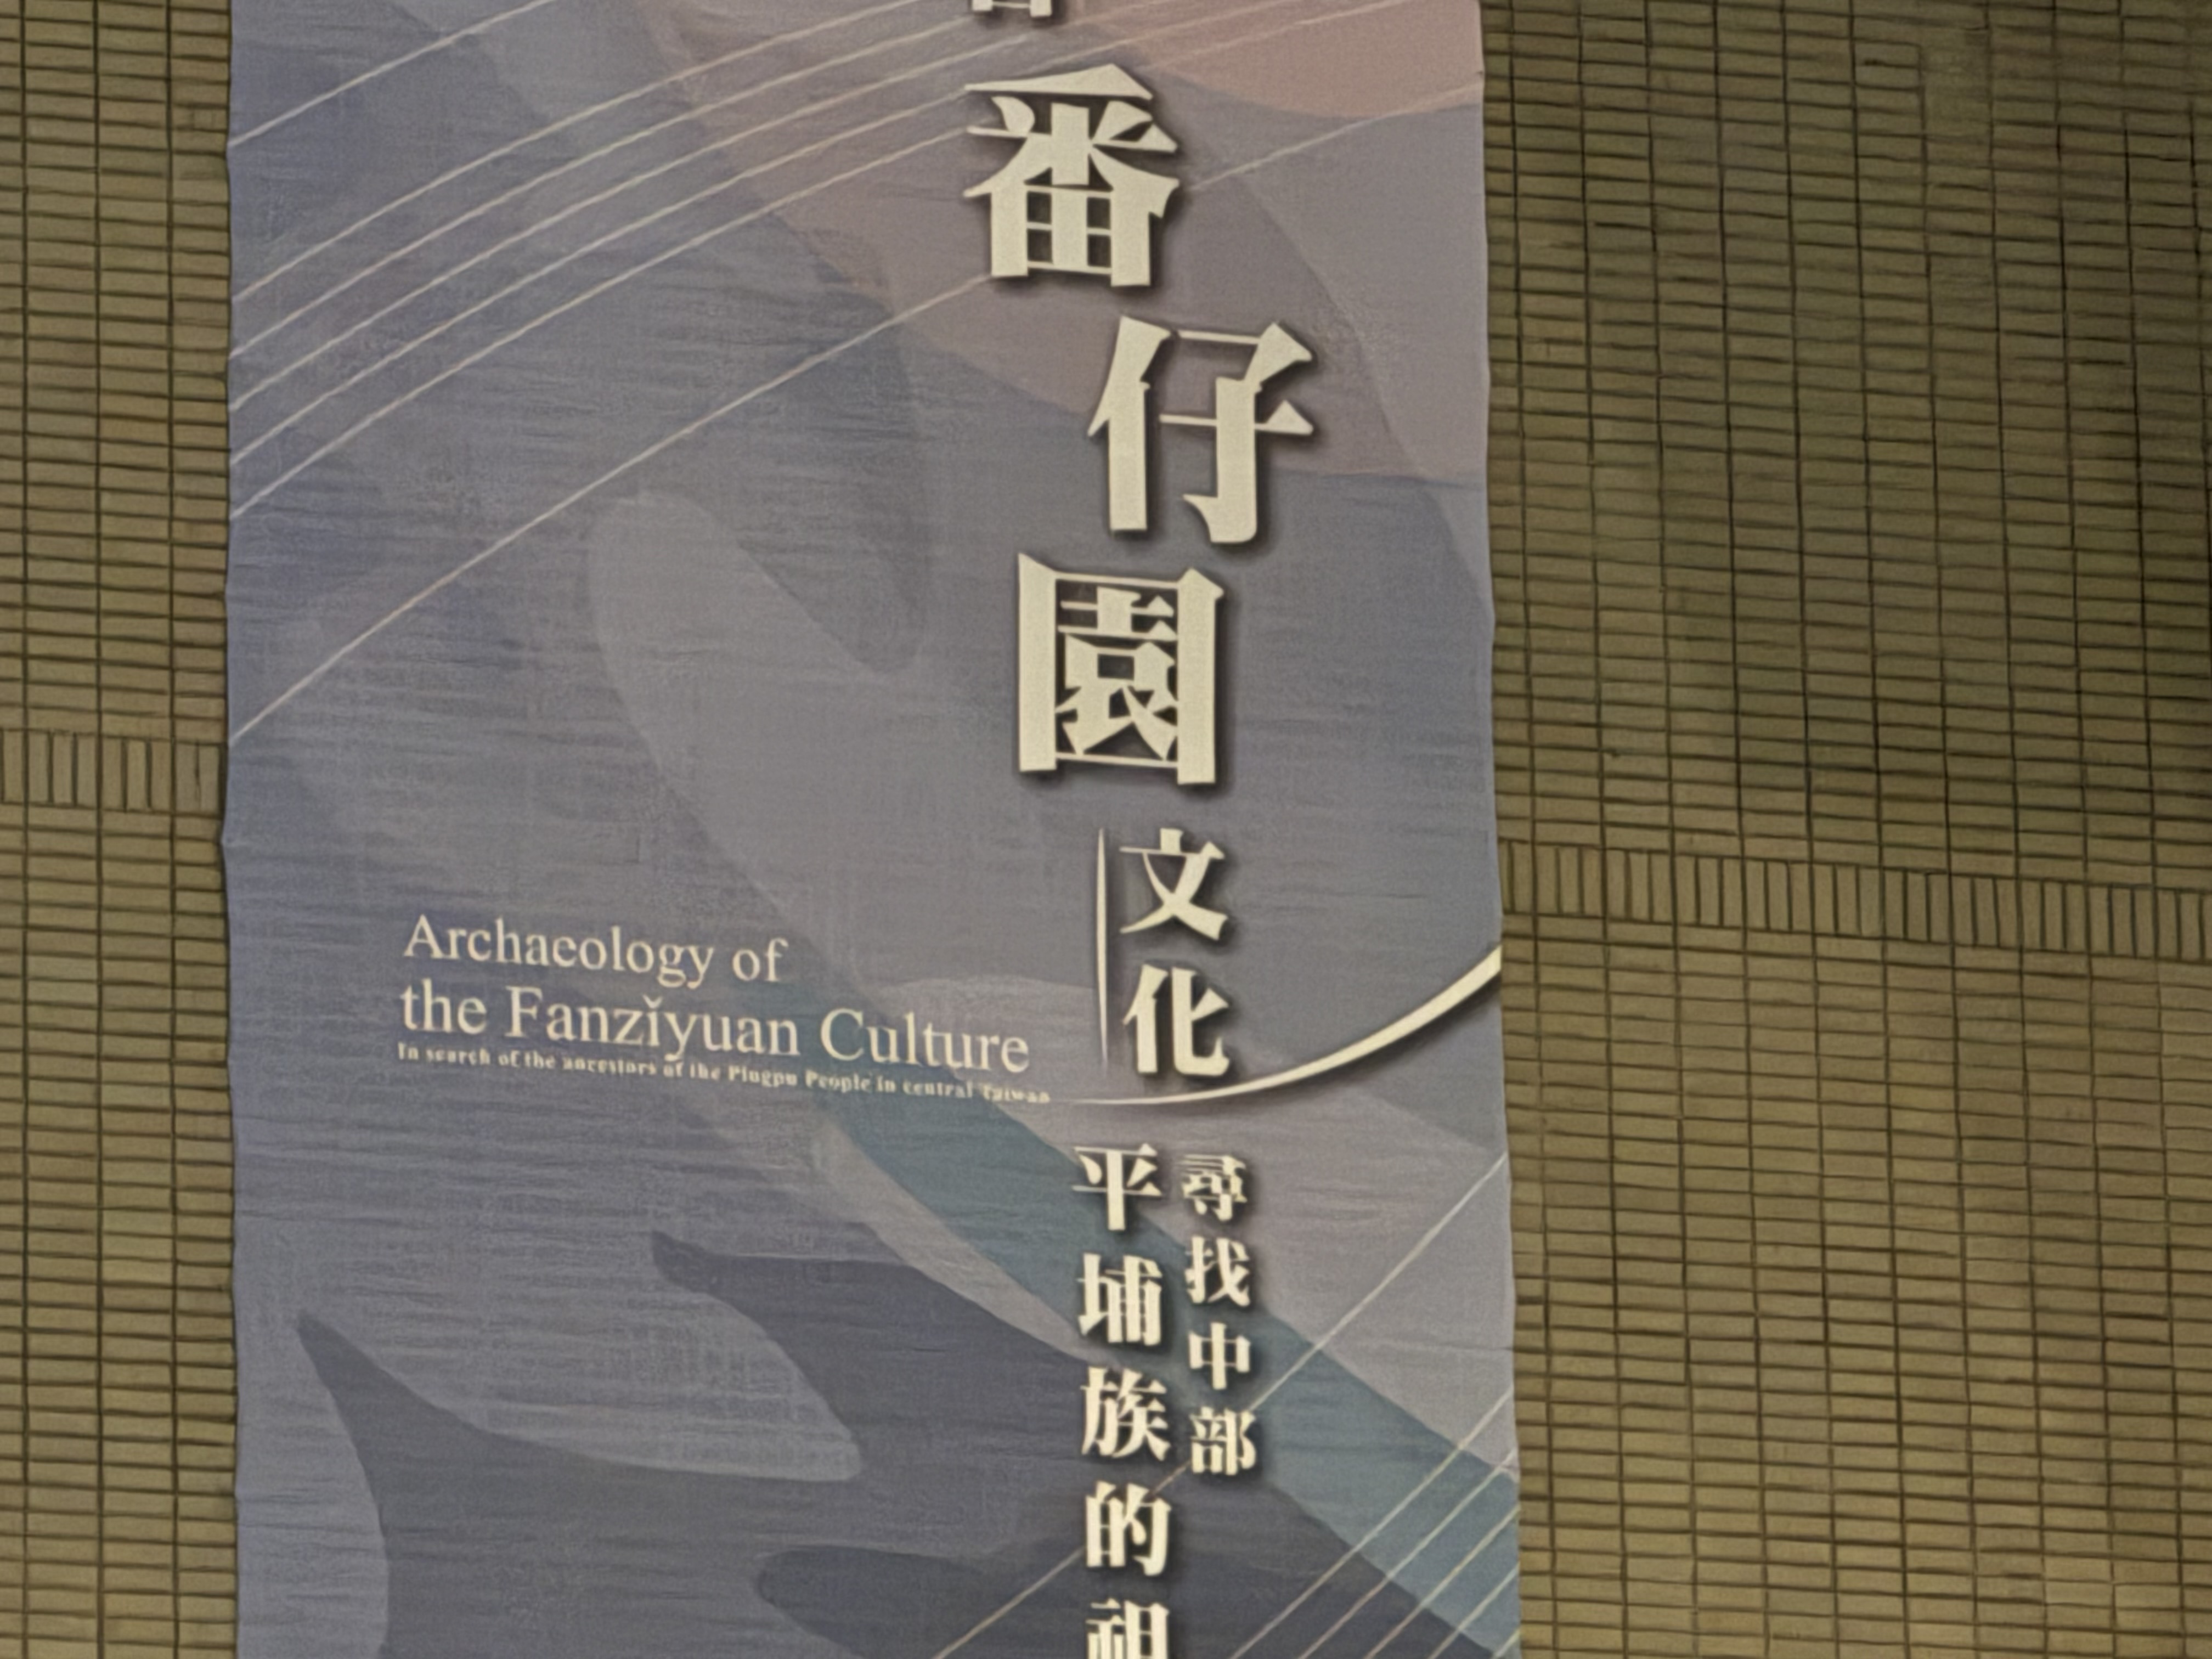 番仔園
文化
Archaeology of
the Fanzǐyuan Culture
In search of the ancestors of the Pingpu People in central Taiwan
尋找中部
平埔族的祖